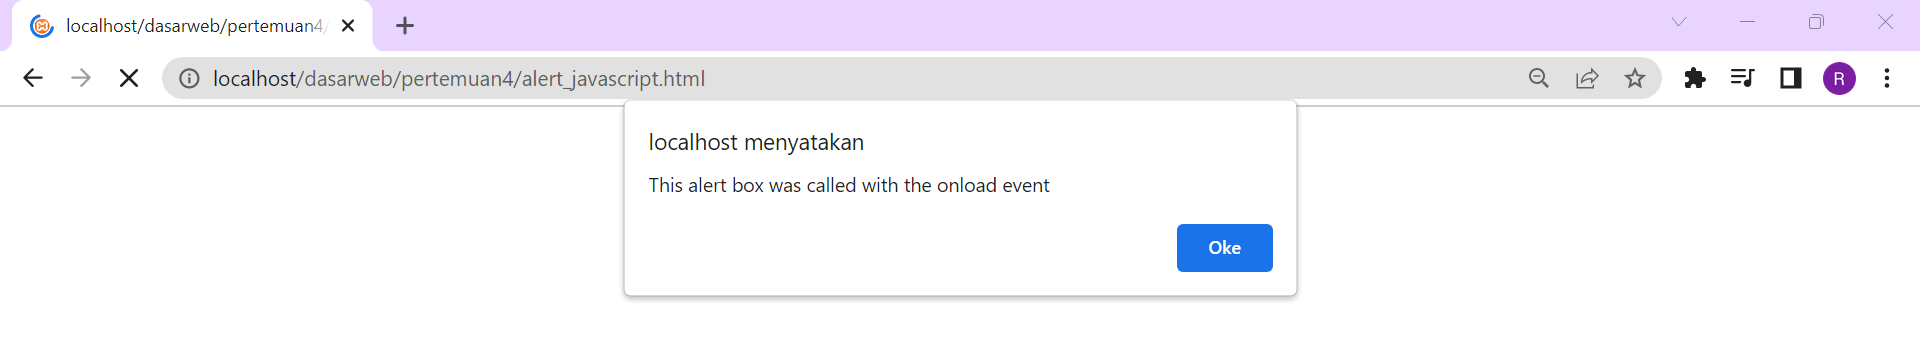 localhost/dasarweb/pertemuan4/
localhost/dasarweb/pertemuan4/alert_javascript.html
R
localhost menyatakan
This alert box was called with the onload event
Oke